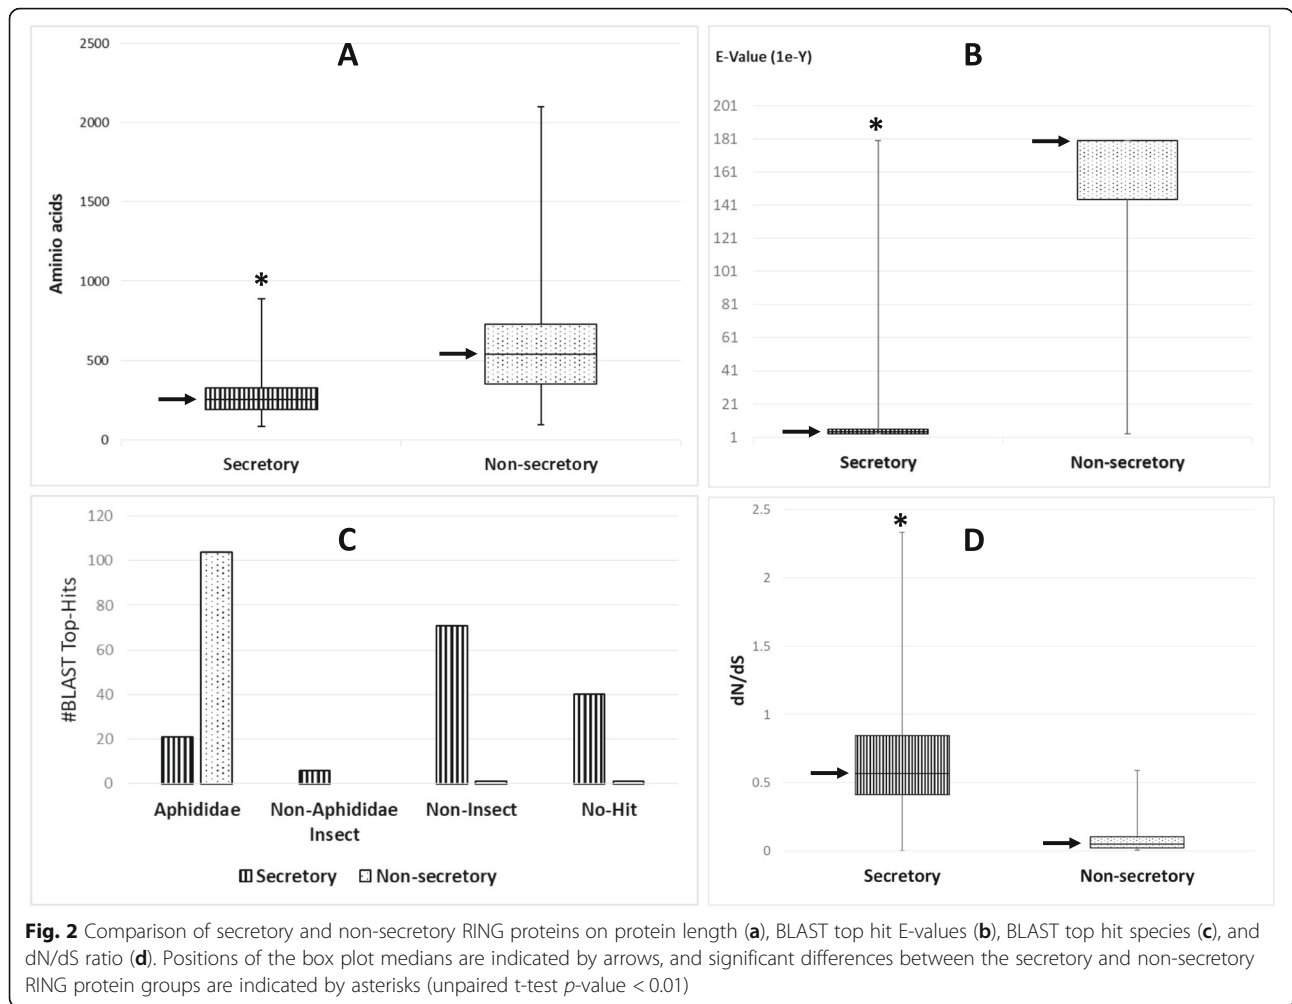 A
2500
2000
1500
1000
500
0
Aminio acids
*
Secretory
Non-secretory
B
E-Value (1e-Y)
201
181
161
141
121
101
81
61
41
21
1
*
Secretory
Non-secretory
C
120
100
80
60
40
20
0
#BLAST Top-Hits
Aphididae
Non-Aphididae
Insect
Non-Insect
No-Hit
Secretory Non-secretory
D
2.5
2
1.5
1
0.5
0
dN/dS
*
Secretory
Non-secretory
Fig. 2 Comparison of secretory and non-secretory RING proteins on protein length (a), BLAST top hit E-values (b), BLAST top hit species (c), and
dN/dS ratio (d). Positions of the box plot medians are indicated by arrows, and significant differences between the secretory and non-secretory
RING protein groups are indicated by asterisks (unpaired t-test p-value < 0.01)